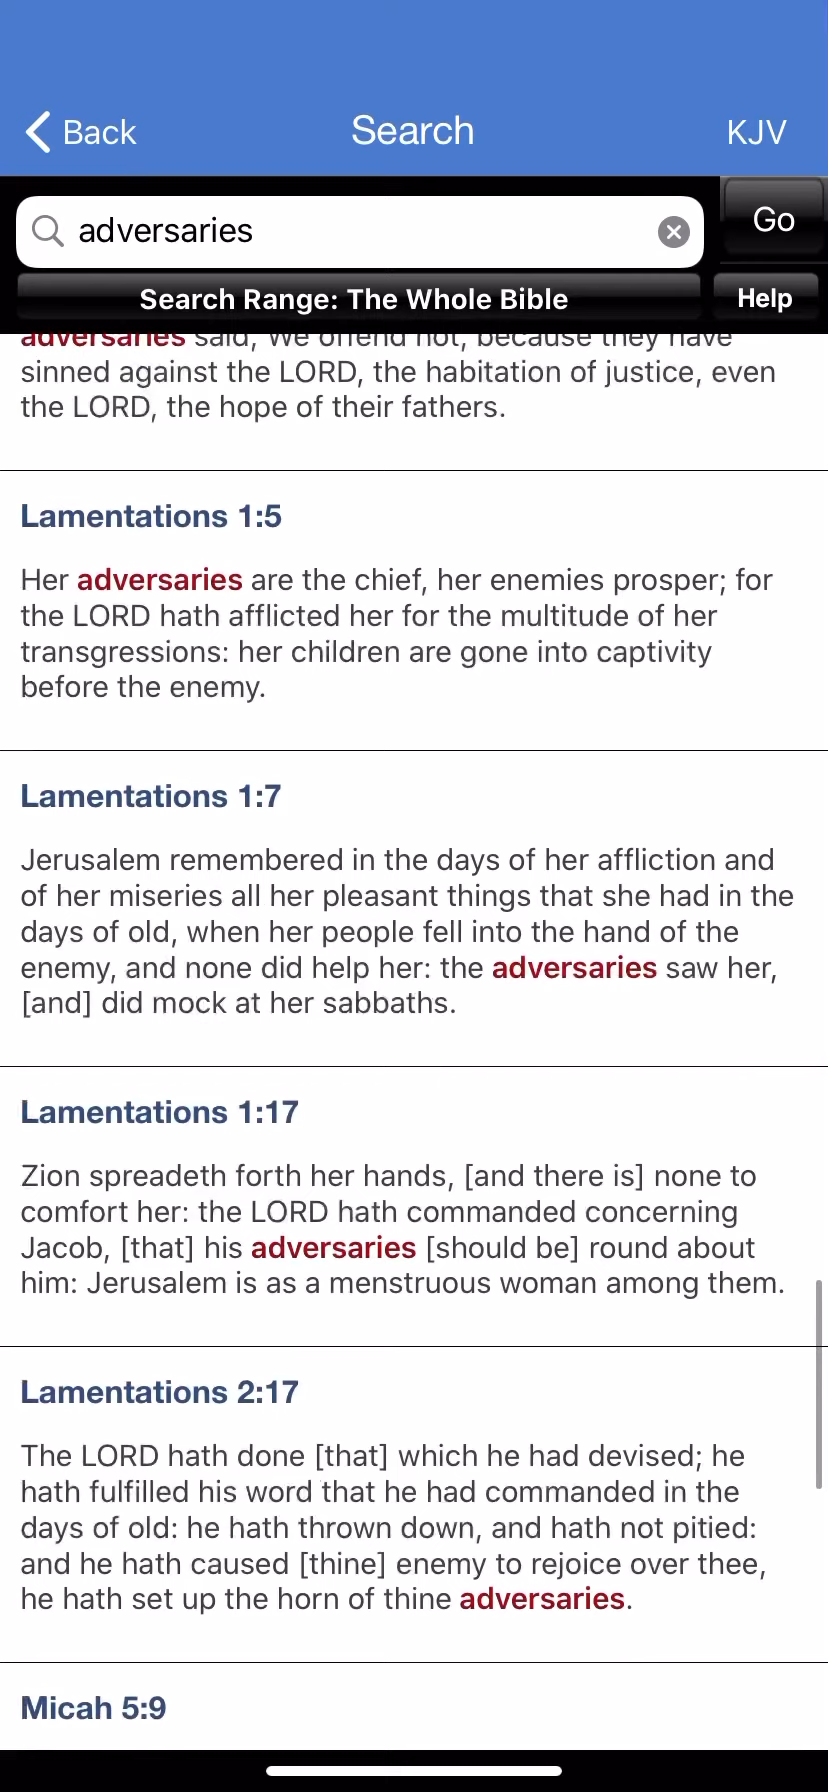 Back
Search
KJV
adversaries
Go
Search Range: The Whole Bible
Help
adversaries said, We offend not, because they have
sinned against the LORD, the habitation of justice, even
the LORD, the hope of their fathers.
Lamentations 1:5
Her adversaries are the chief, her enemies prosper; for
the LORD hath afflicted her for the multitude of her
transgressions: her children are gone into captivity
before the enemy.
Lamentations 1:7
Jerusalem remembered in the days of her affliction and
of her miseries all her pleasant things that she had in the
days of old, when her people fell into the hand of the
enemy, and none did help her: the adversaries saw her,
[and] did mock at her sabbaths.
Lamentations 1:17
Zion spreadeth forth her hands, [and there is] none to
comfort her: the LORD hath commanded concerning
Jacob, [that] his adversaries [should be] round about
him: Jerusalem is as a menstruous woman among them.
Lamentations 2:17
The LORD hath done [that] which he had devised; he
hath fulfilled his word that he had commanded in the
days of old: he hath thrown down, and hath not pitied:
and he hath caused [thine] enemy to rejoice over thee,
he hath set up the horn of thine adversaries.
Micah 5:9